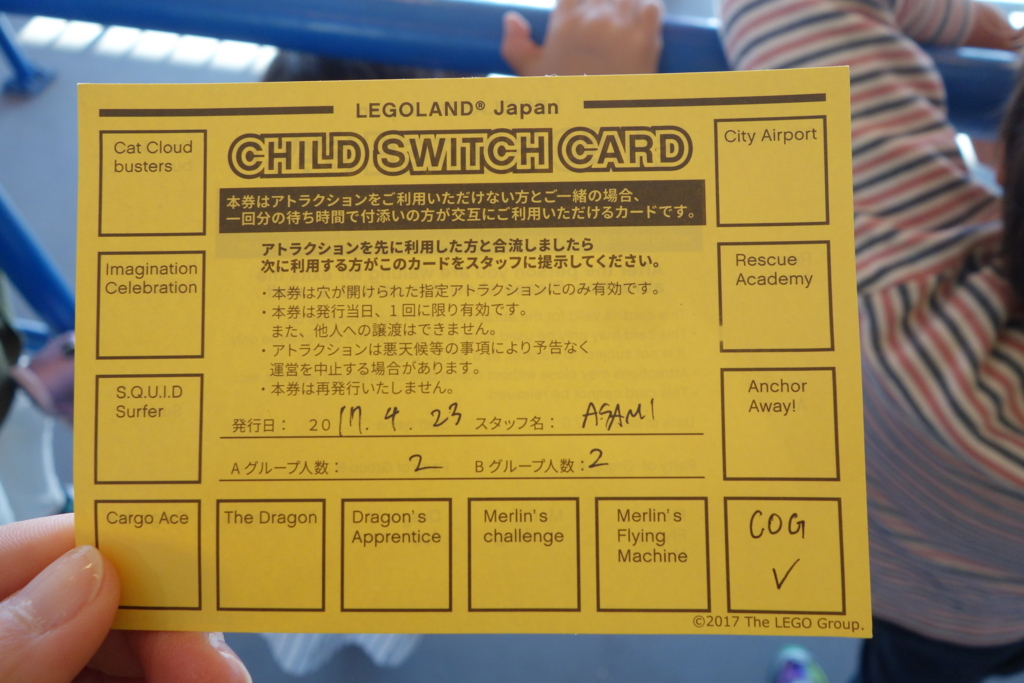 LEGOLAND® Japan
CHILD SWITCH CARD
本券はアトラクションをご利用いただけない方とご一緒の場合、
一回分の待ち時間で付添いの方が交互にご利用いただけるカードです。
アトラクションを先に利用した方と合流しましたら
次に利用する方がこのカードをスタッフに提示してください。
・本券は穴が開けられた指定アトラクションにのみ有効です。
・本券は発行当日、1回に限り有効です。
また、他人への譲渡はできません。
・アトラクションは悪天候等の事項により予告なく
運営を中止する場合があります。
・本券は再発行いたしません。
発行日: 2017.4.23 スタッフ名: ASAMI
Aグループ人数: 2 Bグループ人数: 2
Cat Cloud
busters
Imagination
Celebration
S.Q.U.I.D
Surfer
Cargo Ace
The Dragon
Dragon's
Apprentice
Merlin's
challenge
Merlin's
Flying
Machine
City Airport
Rescue
Academy
Anchor
Away!
COG
✓
©2017 The LEGO Group.